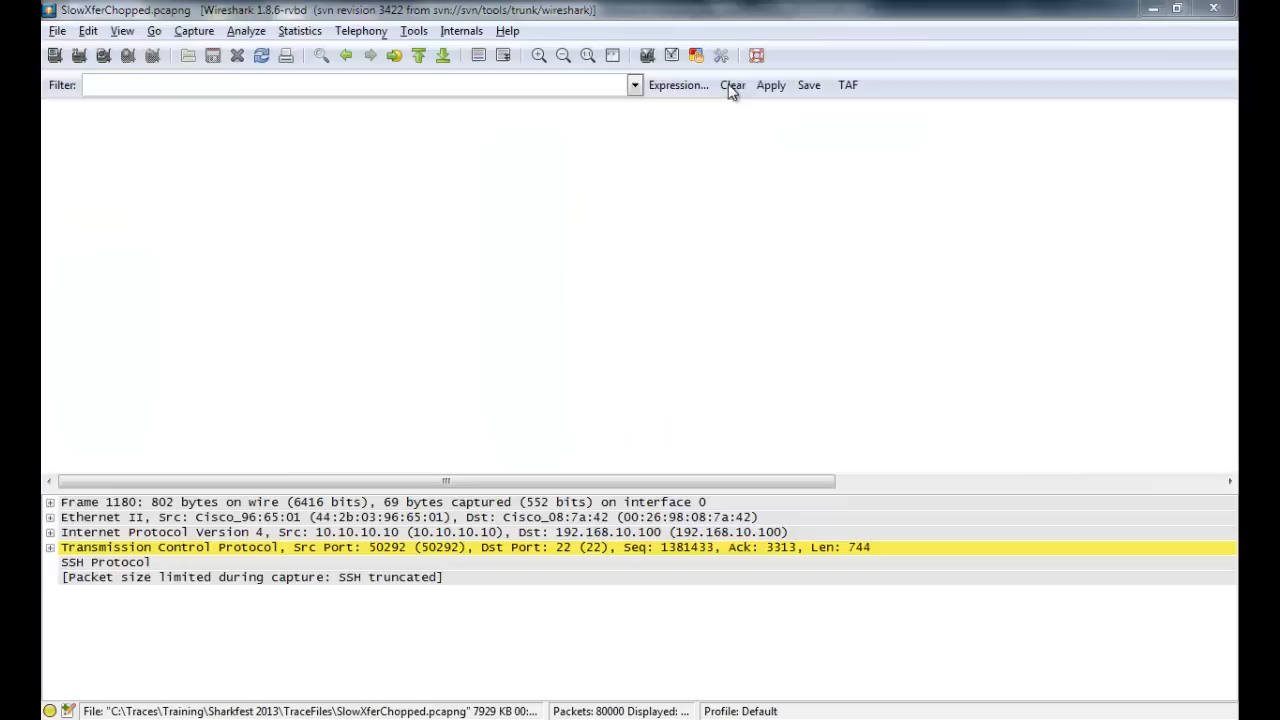 SlowXferChopped.pcapng [Wireshark 1.8.6-rvbd (svn revision 3422 from svn://svn/tools/trunk/wireshark)]
File Edit View Go Capture Analyze Statistics Telephony Tools Internals Help
Filter: Expression... Clear Apply Save TAF
Frame 1180: 802 bytes on wire (6416 bits), 69 bytes captured (552 bits) on interface 0
Ethernet II, Src: Cisco_96:65:01 (44:2b:03:96:65:01), Dst: Cisco_08:7a:42 (00:26:98:08:7a:42)
Internet Protocol Version 4, Src: 10.10.10.10 (10.10.10.10), Dst: 192.168.10.100 (192.168.10.100)
Transmission Control Protocol, Src Port: 50292 (50292), Dst Port: 22 (22), Seq: 1381433, Ack: 3313, Len: 744
SSH Protocol
[Packet size limited during capture: SSH truncated]
File: "C:\Traces\Training\Sharkfest 2013\TraceFiles\SlowXferChopped.pcapng" 7929 KB 00:... Packets: 80000 Displayed: ... Profile: Default